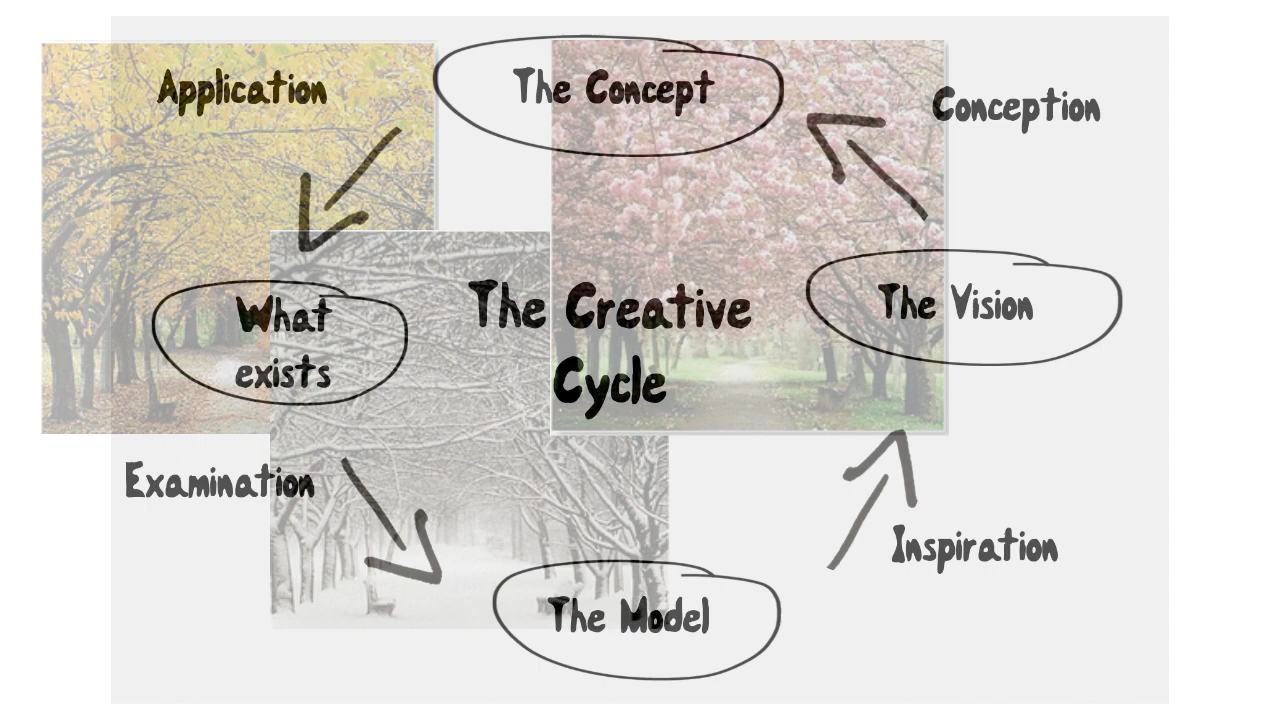 Application
The Concept
Conception
What
exists
The Creative
Cycle
The Vision
Examination
Inspiration
The Model